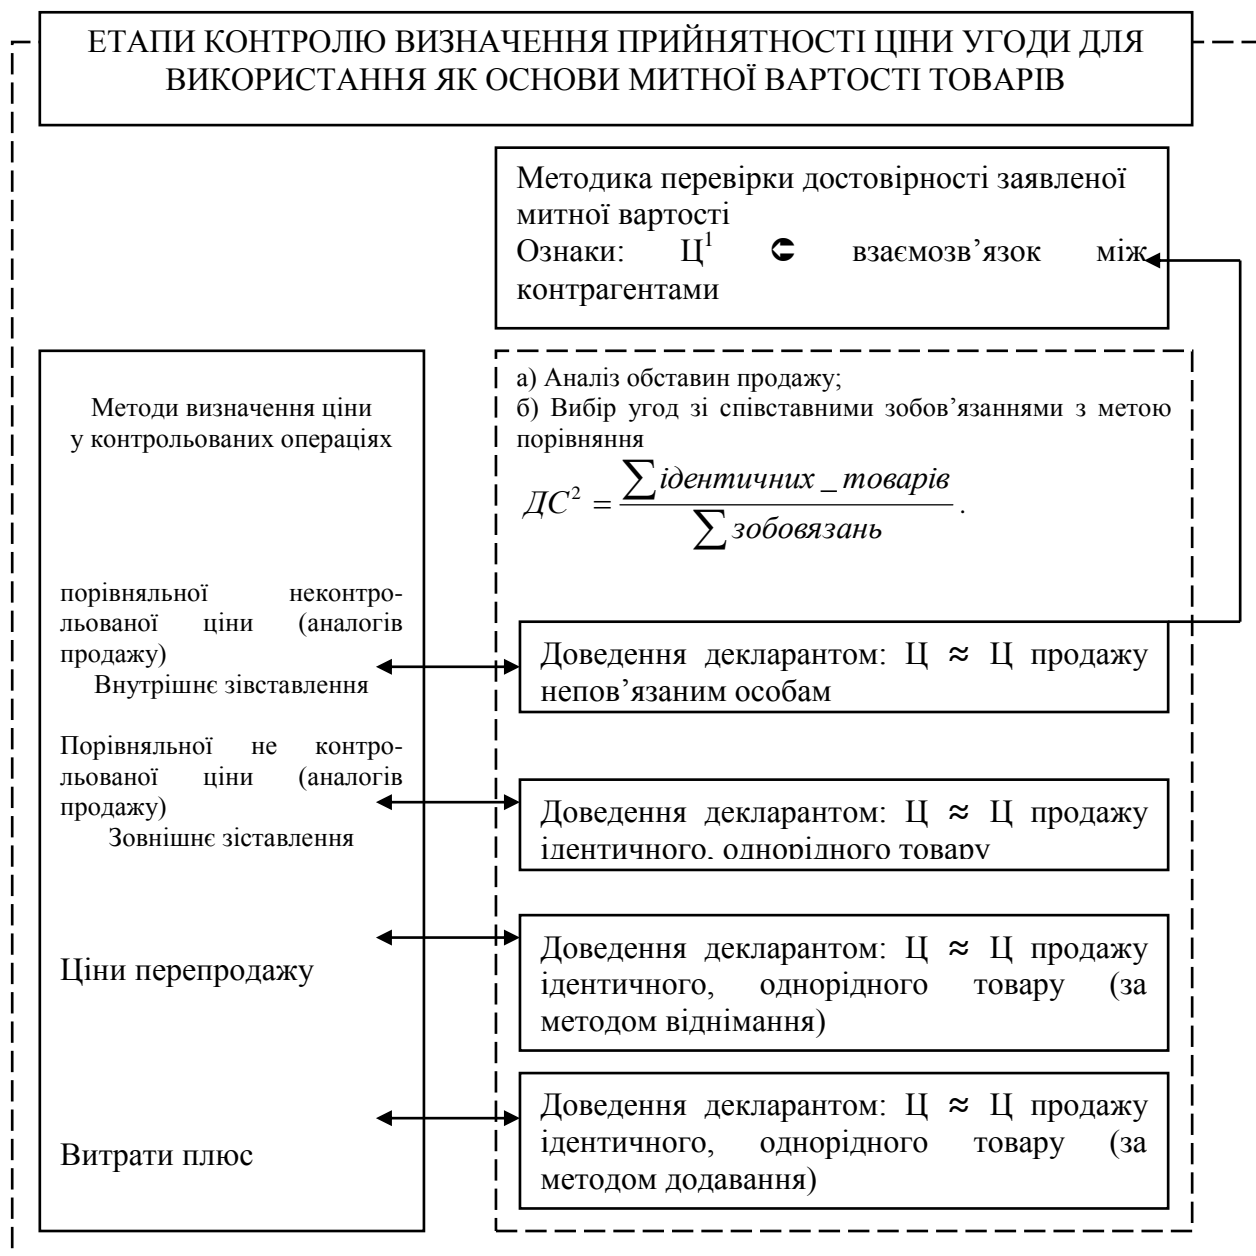 ЕТАПИ КОНТРОЛЮ ВИЗНАЧЕННЯ ПРИЙНЯТНОСТІ ЦІНИ УГОДИ ДЛЯ
ВИКОРИСТАННЯ ЯК ОСНОВИ МИТНОЇ ВАРТОСТІ ТОВАРІВ
Методика перевірки достовірності заявленої
митної вартості
Ознаки: Ц¹ ➲ взаємозв’язок між
контрагентами
Методи визначення ціни
у контрольованих операціях
порівняльної неконтро-
льованої ціни (аналогів
продажу)
Внутрішнє зівставлення
Порівняльної не контро-
льованої ціни (аналогів
продажу)
Зовнішнє зіставлення
Ціни перепродажу
Витрати плюс
а) Аналіз обставин продажу;
б) Вибір угод зі співставними зобов’язаннями з метою
порівняння
ДС² = ∑ідентичних _ товарів / ∑зобовязань .
Доведення декларантом: Ц ≈ Ц продажу
непов’язаним особам
Доведення декларантом: Ц ≈ Ц продажу
ідентичного, однорідного товару
Доведення декларантом: Ц ≈ Ц продажу
ідентичного, однорідного товару (за
методом віднімання)
Доведення декларантом: Ц ≈ Ц продажу
ідентичного, однорідного товару (за
методом додавання)